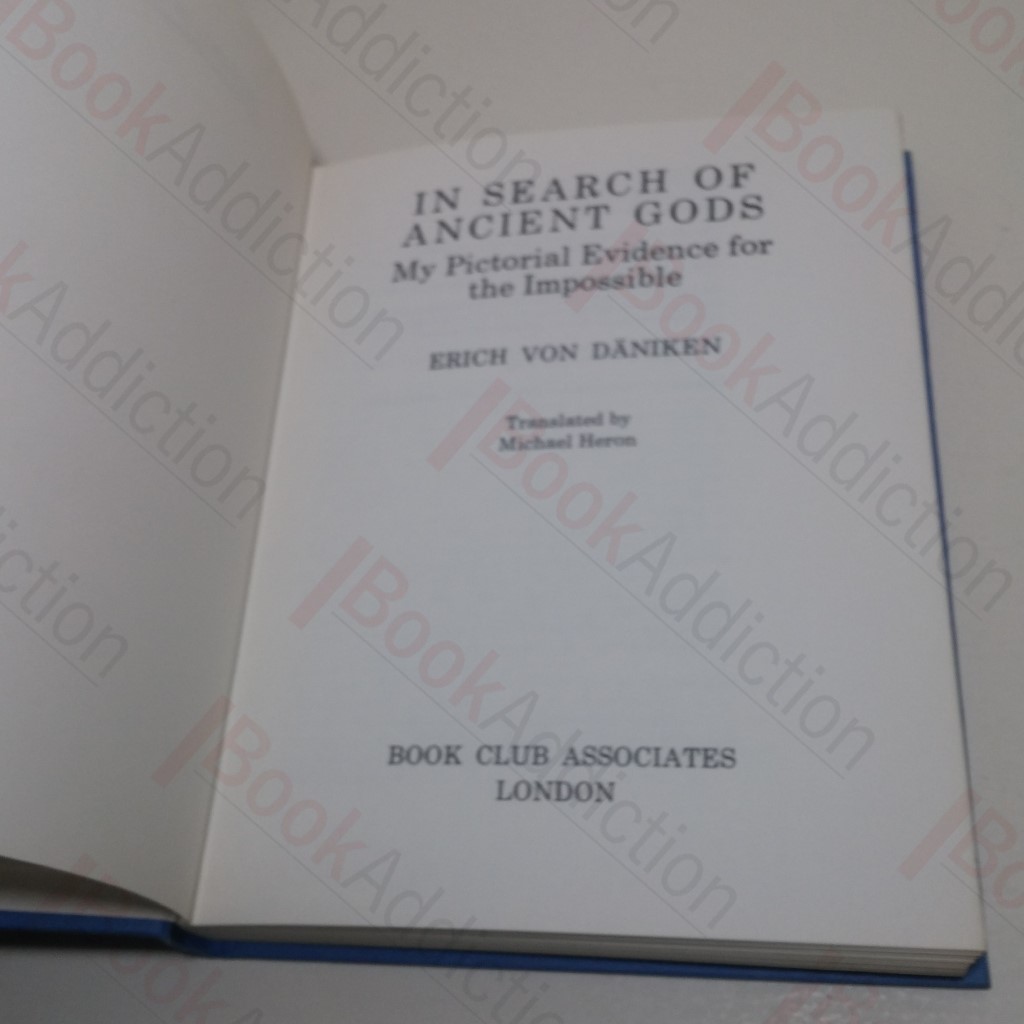 IN SEARCH OF
ANCIENT GODS
My Pictorial Evidence for
the Impossible
ERICH VON DÄNIKEN
Translated by
Michael Heron
BOOK CLUB ASSOCIATES
LONDON
BookAddiction